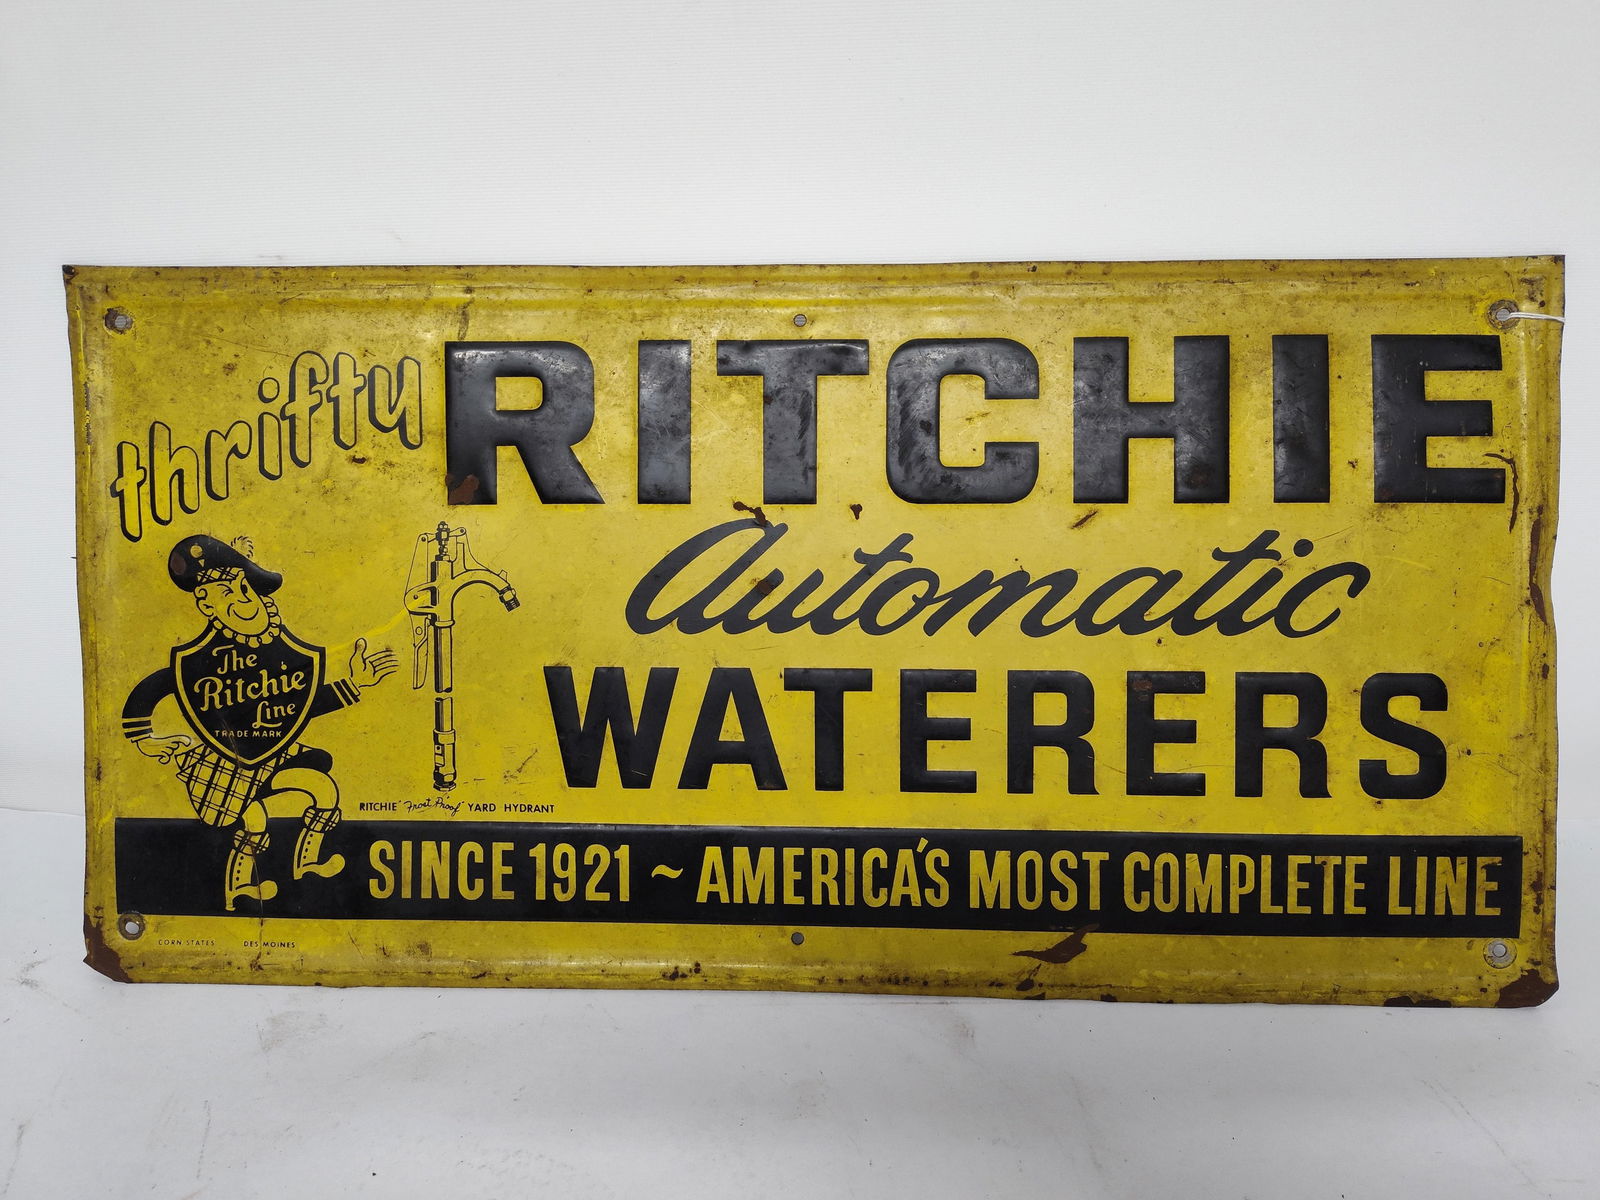 thrifty RITCHIE
Automatic
WATERERS
The
Ritchie
Line
TRADE MARK
RITCHIE "Frost Proof" YARD HYDRANT
SINCE 1921 ~ AMERICA'S MOST COMPLETE LINE
CORN STATES DES MOINES